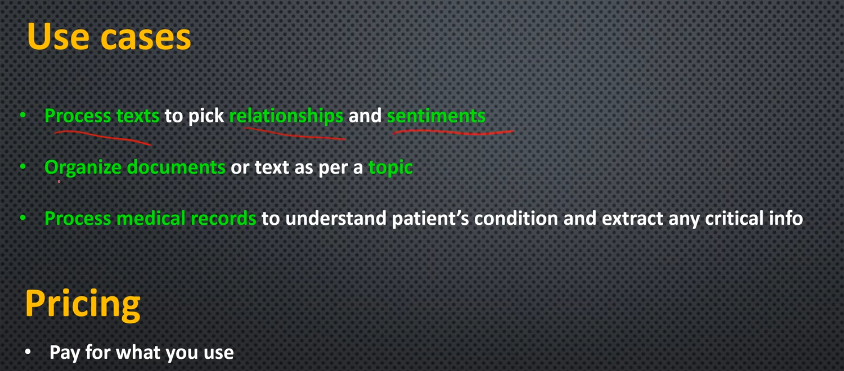 Use cases
• Process texts to pick relationships and sentiments
• Organize documents or text as per a topic
• Process medical records to understand patient's condition and extract any critical info
Pricing
• Pay for what you use